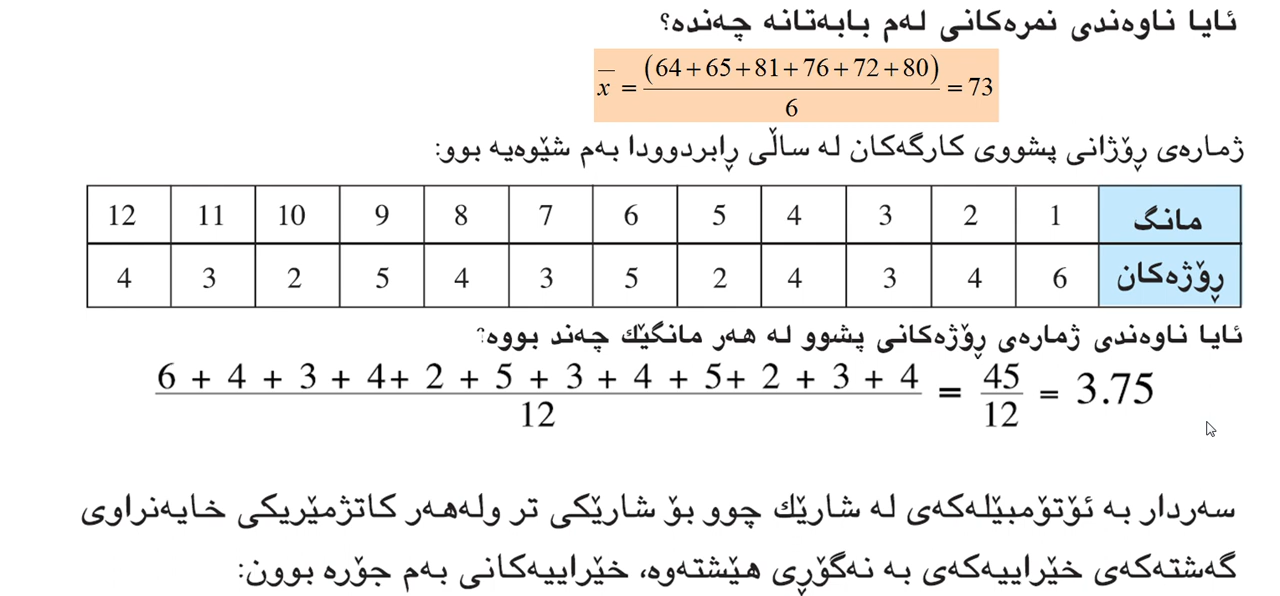 ئایا ناوەندی نمرەکانی لەم بابەتانە چەندە؟
x̄ = (64+65+81+76+72+80) / 6 = 73
ژمارەی ڕۆژانی پشووی کارگەکان لە ساڵی ڕابردوودا بەم شێوەیە بوو:
مانگ 1 2 3 4 5 6 7 8 9 10 11 12
ڕۆژەکان 6 4 3 4 2 5 3 4 5 2 3 4
ئایا ناوەندی ژمارەی ڕۆژەکانی پشوو لە هەر مانگێك چەند بووە؟
6 + 4 + 3 + 4+ 2 + 5 + 3 + 4 + 5+ 2 + 3 + 4 / 12 = 45 / 12 = 3.75
سەردار بە ئۆتۆمبێلەکەی لە شارێك چوو بۆ شارێکی تر ولەهەر کاتژمێریکی خایەنراوی
گەشتەکەی خێراییەکەی بە نەگۆڕی هێشتەوە، خێراییەکانی بەم جۆرە بوون: